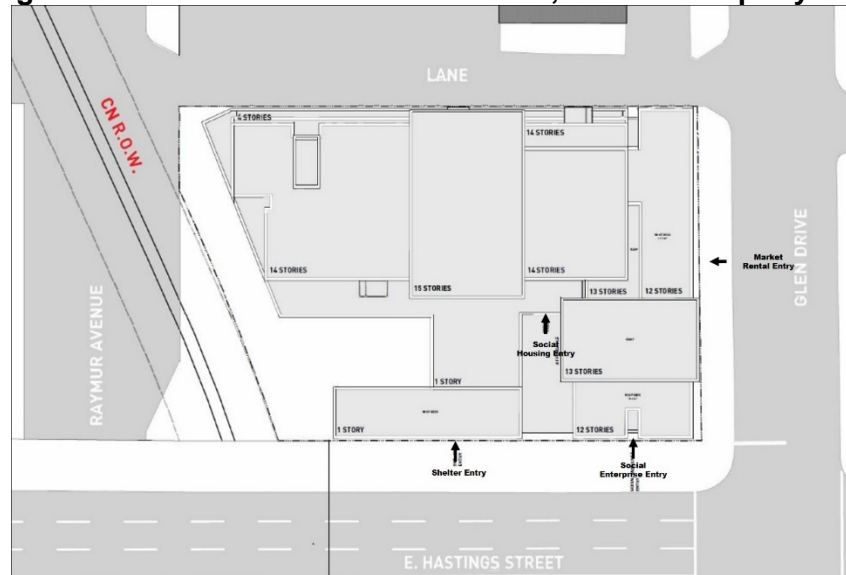 LANE
CN R.O.W.
4 STORIES
14 STORIES
14 STORIES
15 STORIES
14 STORIES
13 STORIES
12 STORIES
Market
Rental Entry
GLEN DRIVE
RAYMUR AVENUE
Social
Housing Entry
13 STORIES
1 STORY
1 STORY
12 STORIES
Shelter Entry
Social
Enterprise Entry
E. HASTINGS STREET